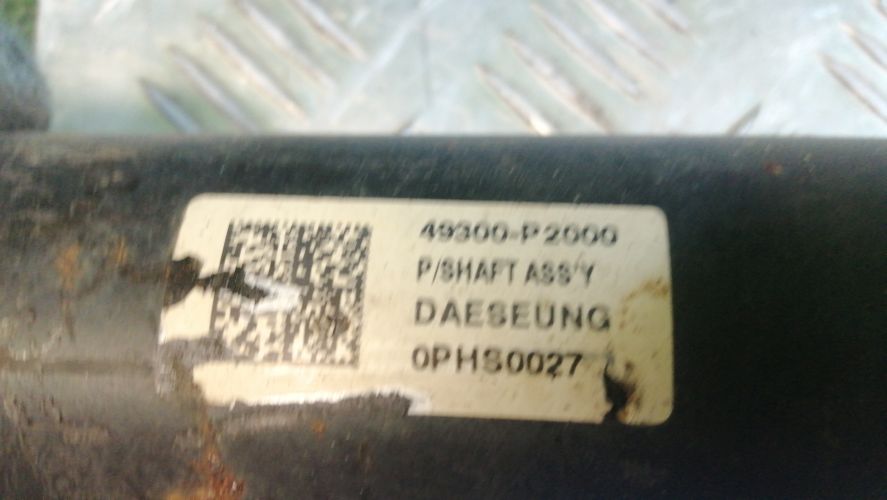 49300-P2000
P/SHAFT ASS'Y
DAESEUNG
0PHS0027